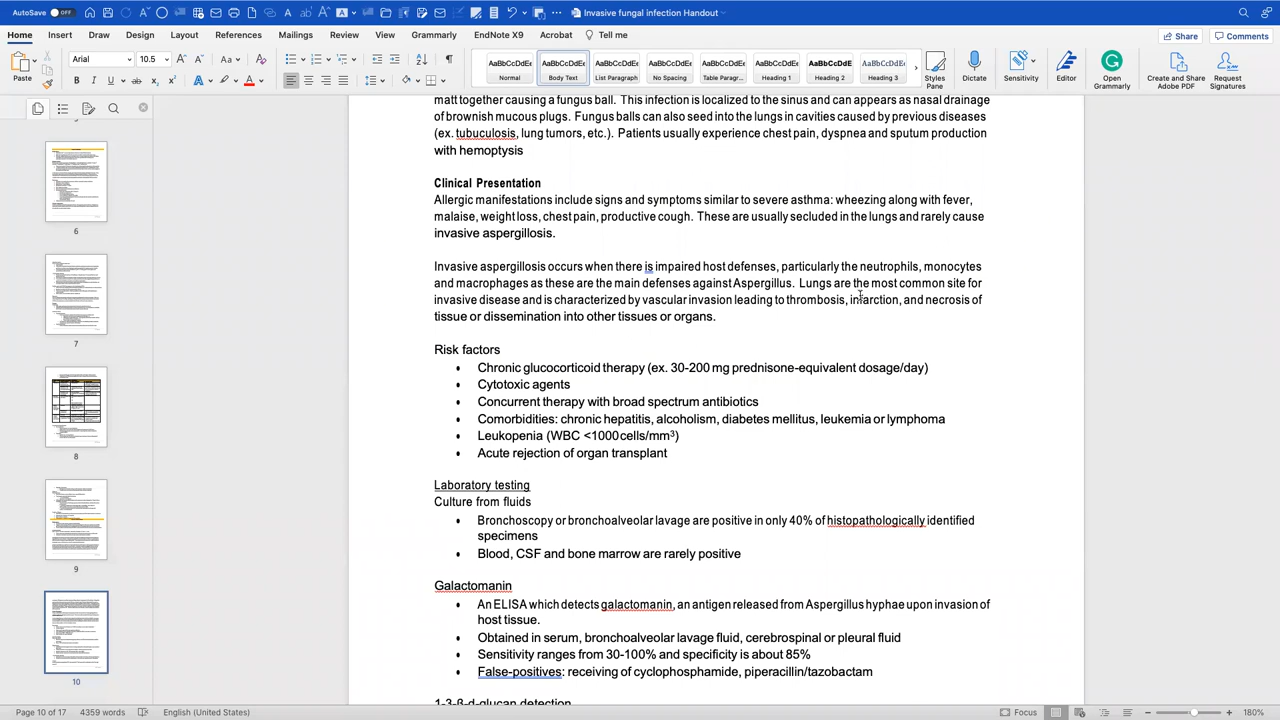 AutoSave OFF
Invasive fungal infection Handout
Home Insert Draw Design Layout References Mailings Review View Grammarly EndNote X9 Acrobat Tell me
Share Comments
Paste
Arial 10.5
AaBbCcDdEe Normal
AaBbCcDdEe Body Text
AaBbCcDdEe List Paragraph
AaBbCcDdEe No Spacing
AaBbCcDdEe Table Paragr...
AaBbCcDdEe Heading 1
AaBbCcDdE Heading 2
AaBbCcDdEe Heading 3
Styles Pane
Dictate
Sensitivity
Editor
Open Grammarly
Create and Share Adobe PDF
Request Signatures
matt together causing a fungus ball. This infection is localized to the sinus and can appears as nasal drainage
of brownish mucous plugs. Fungus balls can also seed into the lungs in cavities caused by previous diseases
(ex. tubuculosis, lung tumors, etc.). Patients usually experience chest pain, dyspnea and sputum production
with hemoptysis
Clinical Presentation
Allergic manifestations include signs and symptoms similar to severe asthma: wheezing along with fever,
malaise, weight loss, chest pain, productive cough. These are usually secluded in the lungs and rarely cause
invasive aspergillosis.
Invasive aspergillosis occurs when there is impaired host defenses, particularly the neutrophils, monocytes
and macrophages as these are the main defenses against Aspergillus. Lungs are the most common site for
invasive disease and is characterized by vascular invasion leading to thrombosis, infarction, and necrosis of
tissue or dissemination into other tissues or organs.
Risk factors
• Chronic glucocorticoid therapy (ex. 30-200 mg prednisone-equivalent dosage/day)
• Cytotoxic agents
• Concurrent therapy with broad spectrum antibiotics
• Comorbidities: chronic hepatitis, alcoholism, diabetes mellitus, leukemia or lymphoma
• Leukopenia (WBC <1000cells/mm³)
• Acute rejection of organ transplant
Laboratory testing
Culture from fluids
• Bronchoscopy or bronchoalveolar lavage are positive in only 40% of histopathologically identified
specimens
• Blood, CSF and bone marrow are rarely positive
Galactomanin
• An ELISA which detects galactomanin, an antigen released from Aspergillus hyphae upon invasion of
host tissue.
• Obtained in serum, bronchoalveolar lavage fluid, cerebrospinal or pleural fluid
• Sensitivity ranges from 30-100% and specificity is about 85%
• False-positives: receiving of cyclophosphamide, piperacillin/tazobactam
1-3-β-d-glucan detection
6
7
8
9
10
Page 10 of 17 4359 words English (United States) Focus 180%